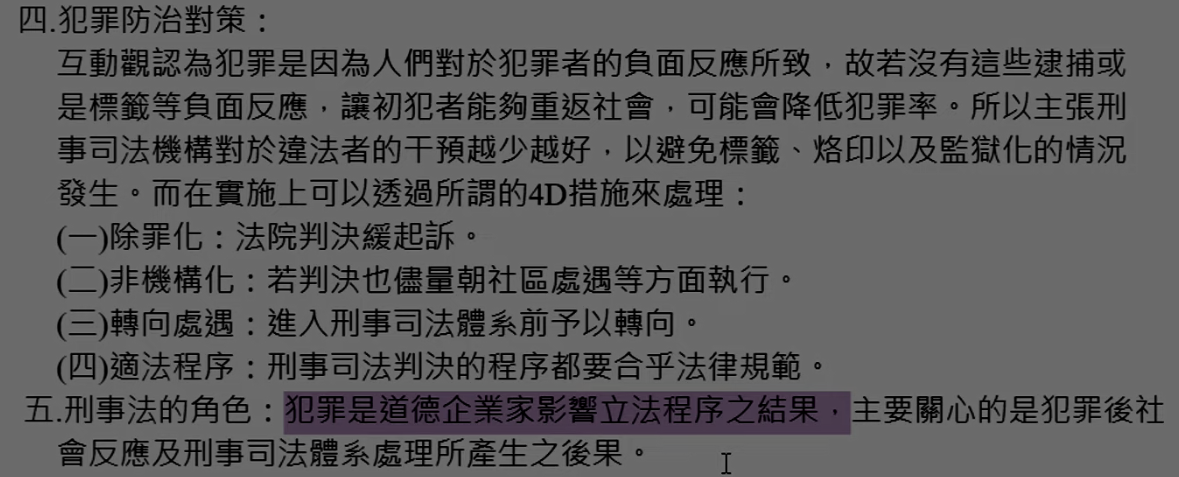 四.犯罪防治對策：
互動觀認為犯罪是因為人們對於犯罪者的負面反應所致，故若沒有這些逮捕或
是標籤等負面反應，讓初犯者能夠重返社會，可能會降低犯罪率。所以主張刑
事司法機構對於違法者的干預越少越好，以避免標籤、烙印以及監獄化的情況
發生。而在實施上可以透過所謂的4D措施來處理：
(一)除罪化：法院判決緩起訴。
(二)非機構化：若判決也儘量朝社區處遇等方面執行。
(三)轉向處遇：進入刑事司法體系前予以轉向。
(四)適法程序：刑事司法判決的程序都要合乎法律規範。
五.刑事法的角色：犯罪是道德企業家影響立法程序之結果，主要關心的是犯罪後社
會反應及刑事司法體系處理所產生之後果。